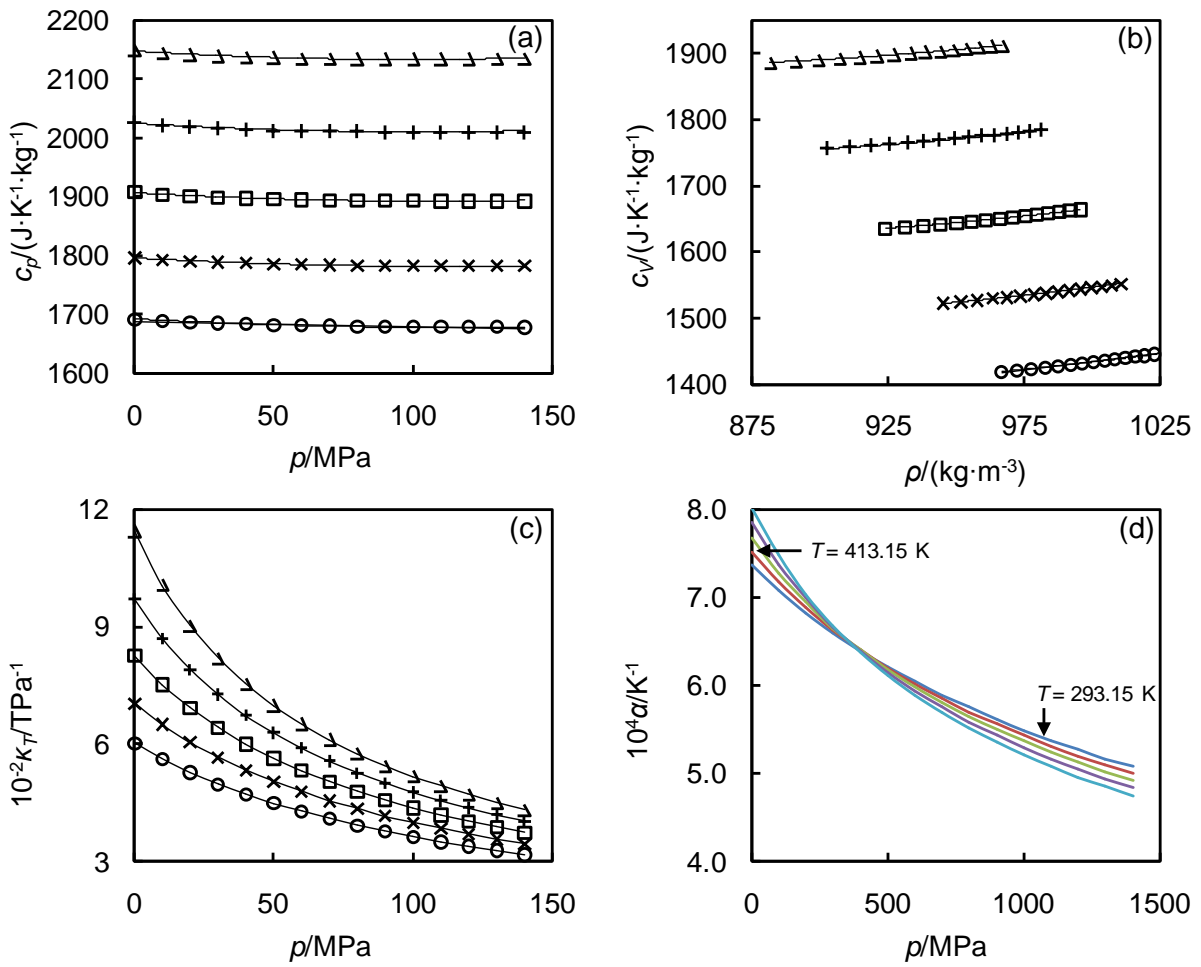 (a)
2200
2100
2000
1900
1800
1700
1600
cp/(J·K-1·kg-1)
0 50 100 150
p/MPa
(b)
1900
1800
1700
1600
1500
1400
cV/(J·K-1·kg-1)
875 925 975 1025
ρ/(kg·m-3)
(c)
12
9
6
3
10-2κT/TPa-1
0 50 100 150
p/MPa
(d)
8.0
7.0
6.0
5.0
4.0
104α/K-1
T = 413.15 K
T = 293.15 K
0 500 1000 1500
p/MPa